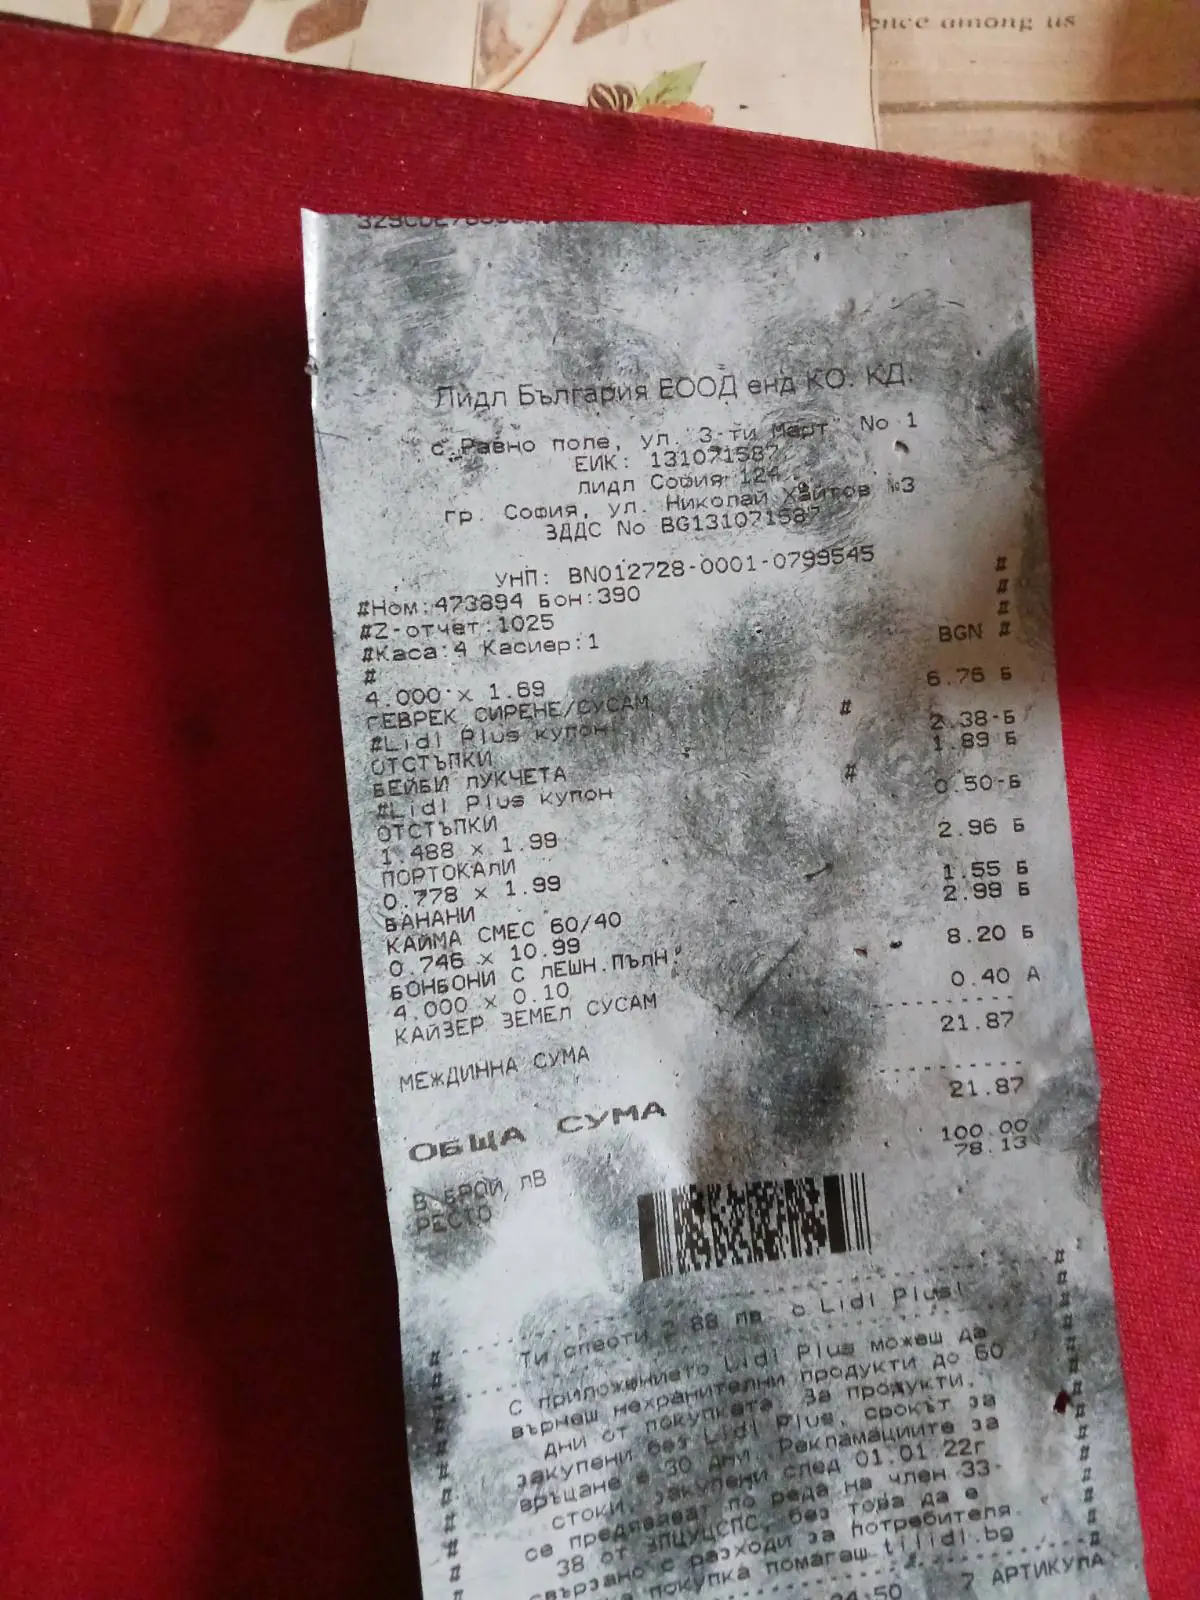 ence among us
Лидл България ЕООД енд КО. КД.
с.Равно поле, ул."3-ти Март" No 1
ЕИК: 131071587
лидл София 124
гр. София, ул. Николай Хайтов №3
ЗДДС No BG131071587
УНП: BN012728-0001-0799545
#Ном:473894 Бон:390 #
#Z-отчет:1025 #
#Каса:4 Касиер:1 #
# BGN #
4.000 x 1.69
ГЕВРЕК СИРЕНЕ/СУСАМ 6.76 Б
#Lidl Plus купон #
ОТСТЪПКИ 2.38-Б
БЕЙБИ ЛУКЧЕТА 1.89 Б
#Lidl Plus купон #
ОТСТЪПКИ 0.50-Б
1.488 x 1.99
ПОРТОКАЛИ 2.96 Б
0.778 x 1.99
БАНАНИ 1.55 Б
КАЙМА СМЕС 60/40 2.99 Б
0.746 x 10.99
БОНБОНИ С ЛЕШН.ПЪЛН. 8.20 Б
4.000 x 0.10
КАЙЗЕР ЗЕМЕЛ СУСАМ 0.40 А
МЕЖДИННА СУМА 21.87
ОБЩА СУМА 21.87
В БРОЙ ЛВ 100.00
РЕСТО 78.13
Ти спести 2.88 лв. с Lidl Plus!
С приложението Lidl Plus можеш да
върнеш нехранителни продукти до 60
дни от покупката. За продукти,
закупени без Lidl Plus, срокът за
връщане е 30 дни. Рекламациите за
стоки, закупени след 01.01.22г
се предявяват по реда на член 33-
38 от ЗПЦУЦСПС, без това да е
свързано с разходи за потребителя.
покупка помагаш.tilidl.bg
7 АРТИКУЛА